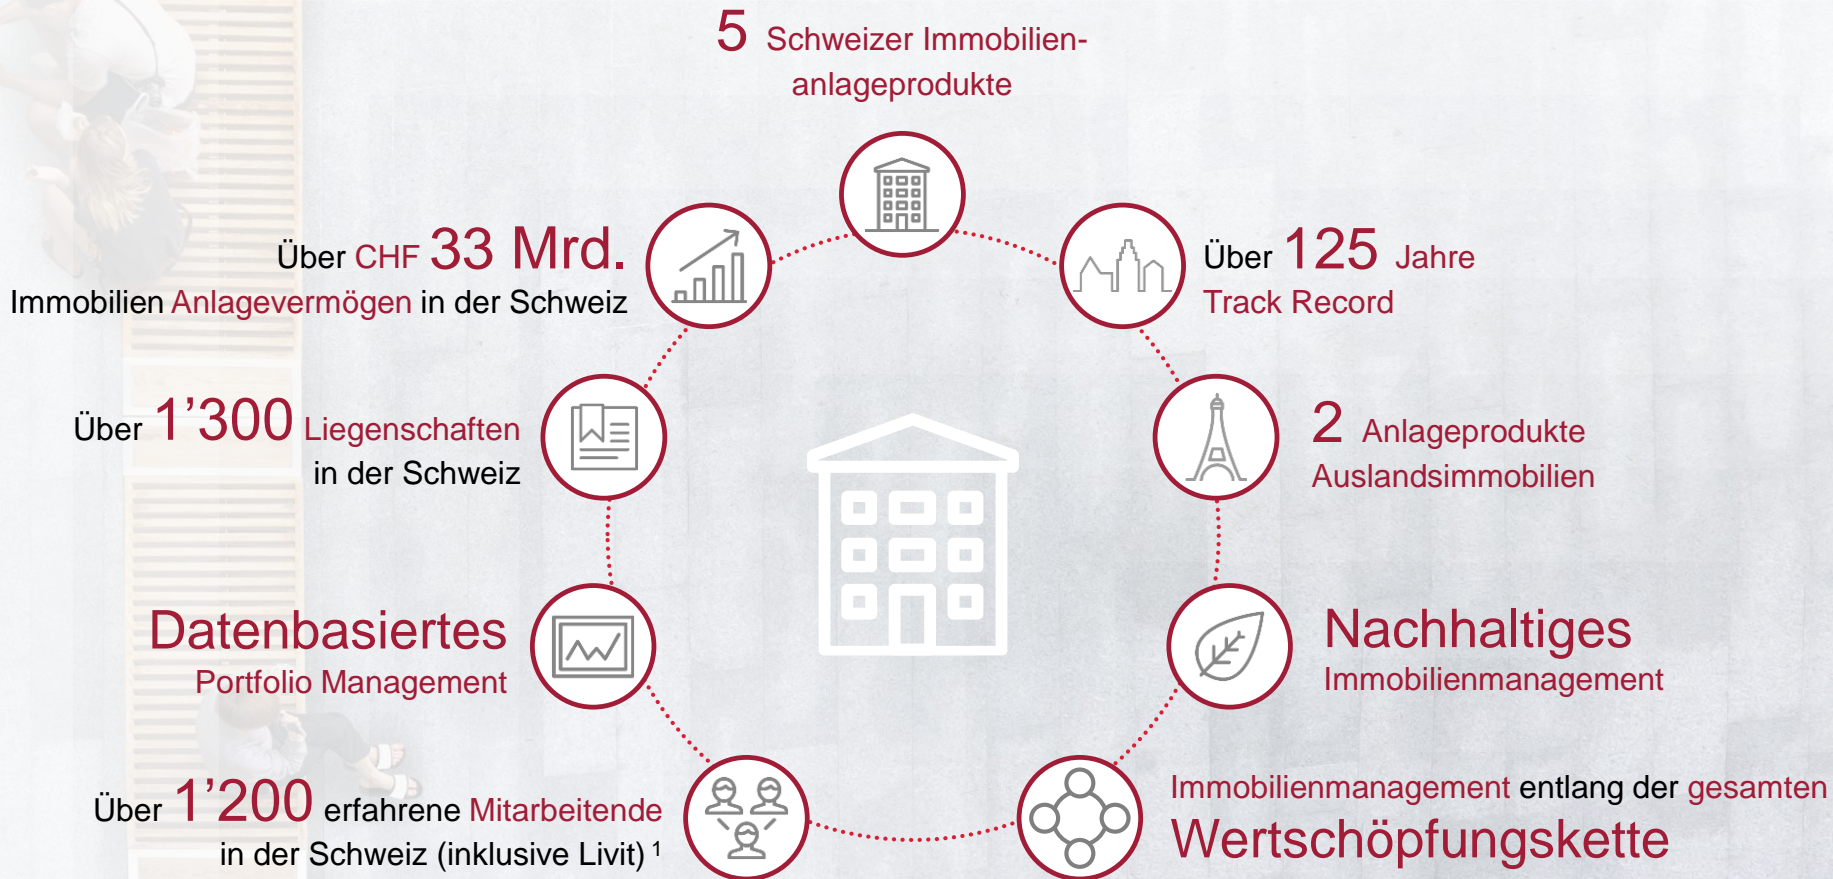 5 Schweizer Immobilien-
anlageprodukte
Über CHF 33 Mrd.
Immobilien Anlagevermögen in der Schweiz
Über 125 Jahre
Track Record
Über 1’300 Liegenschaften
in der Schweiz
2 Anlageprodukte
Auslandsimmobilien
Datenbasiertes
Portfolio Management
Nachhaltiges
Immobilienmanagement
Über 1’200 erfahrene Mitarbeitende
in der Schweiz (inklusive Livit) 1
Immobilienmanagement entlang der gesamten
Wertschöpfungskette